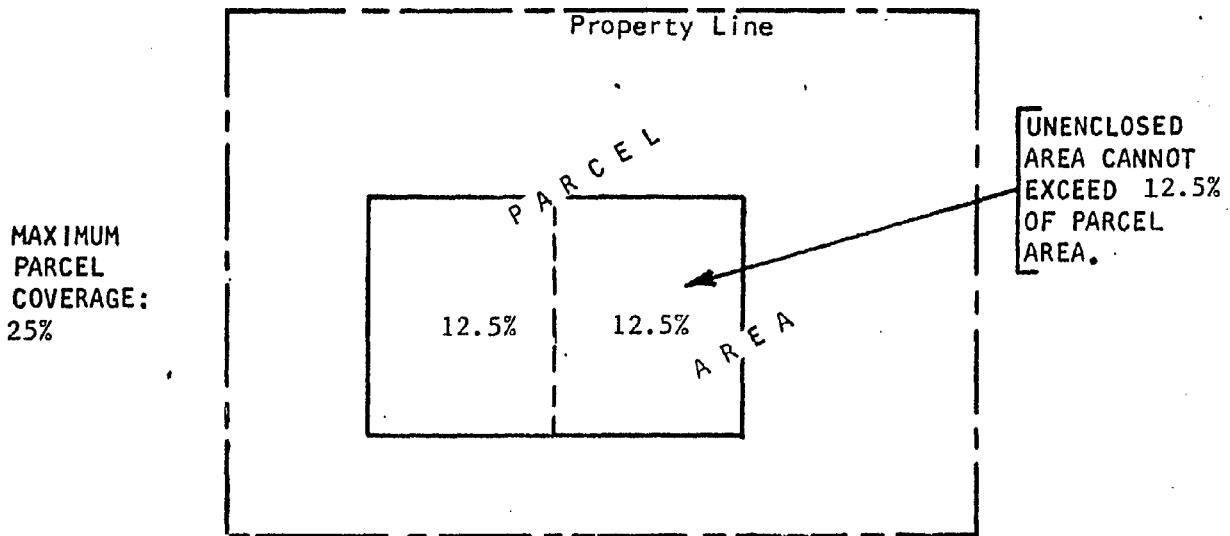 Property Line
PARCEL
AREA
MAXIMUM
PARCEL
COVERAGE:
25%
12.5%
12.5%
UNENCLOSED
AREA CANNOT
EXCEED 12.5%
OF PARCEL
AREA.